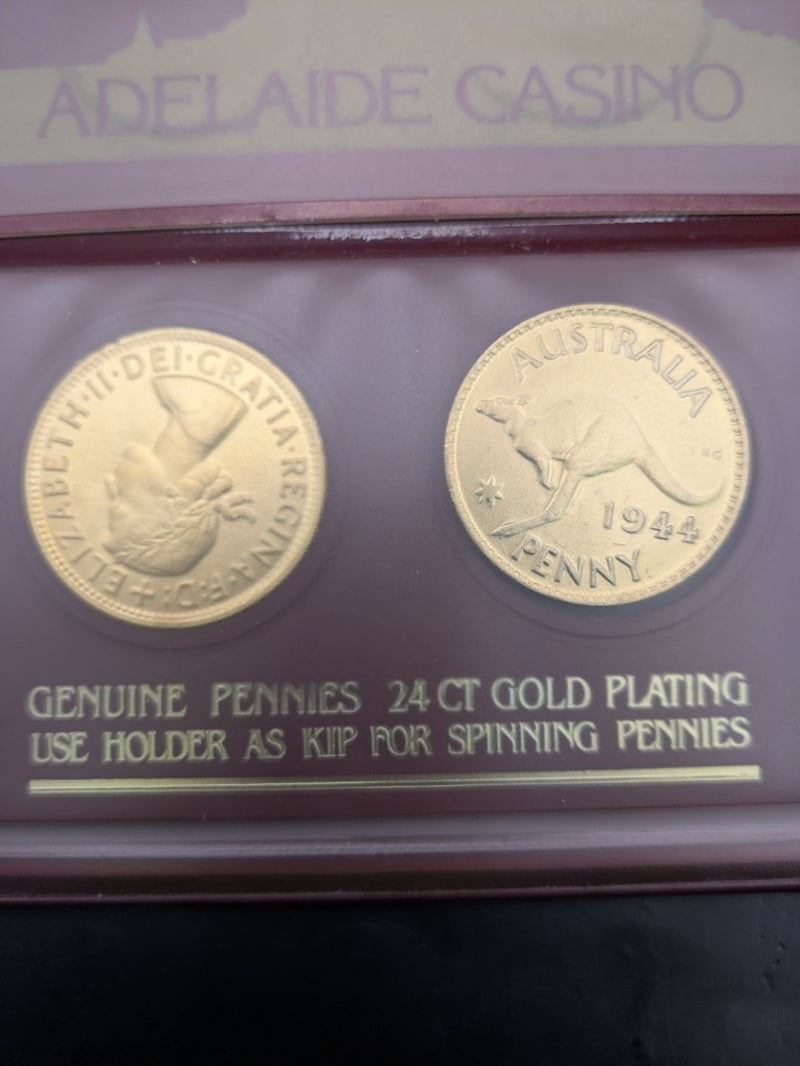 ADELAIDE CASINO
+ELIZABETH·II·DEI·GRATIA·REGINA·F:D:
AUSTRALIA
KG
1944
PENNY
GENUINE PENNIES 24 CT GOLD PLATING
USE HOLDER AS KIP FOR SPINNING PENNIES